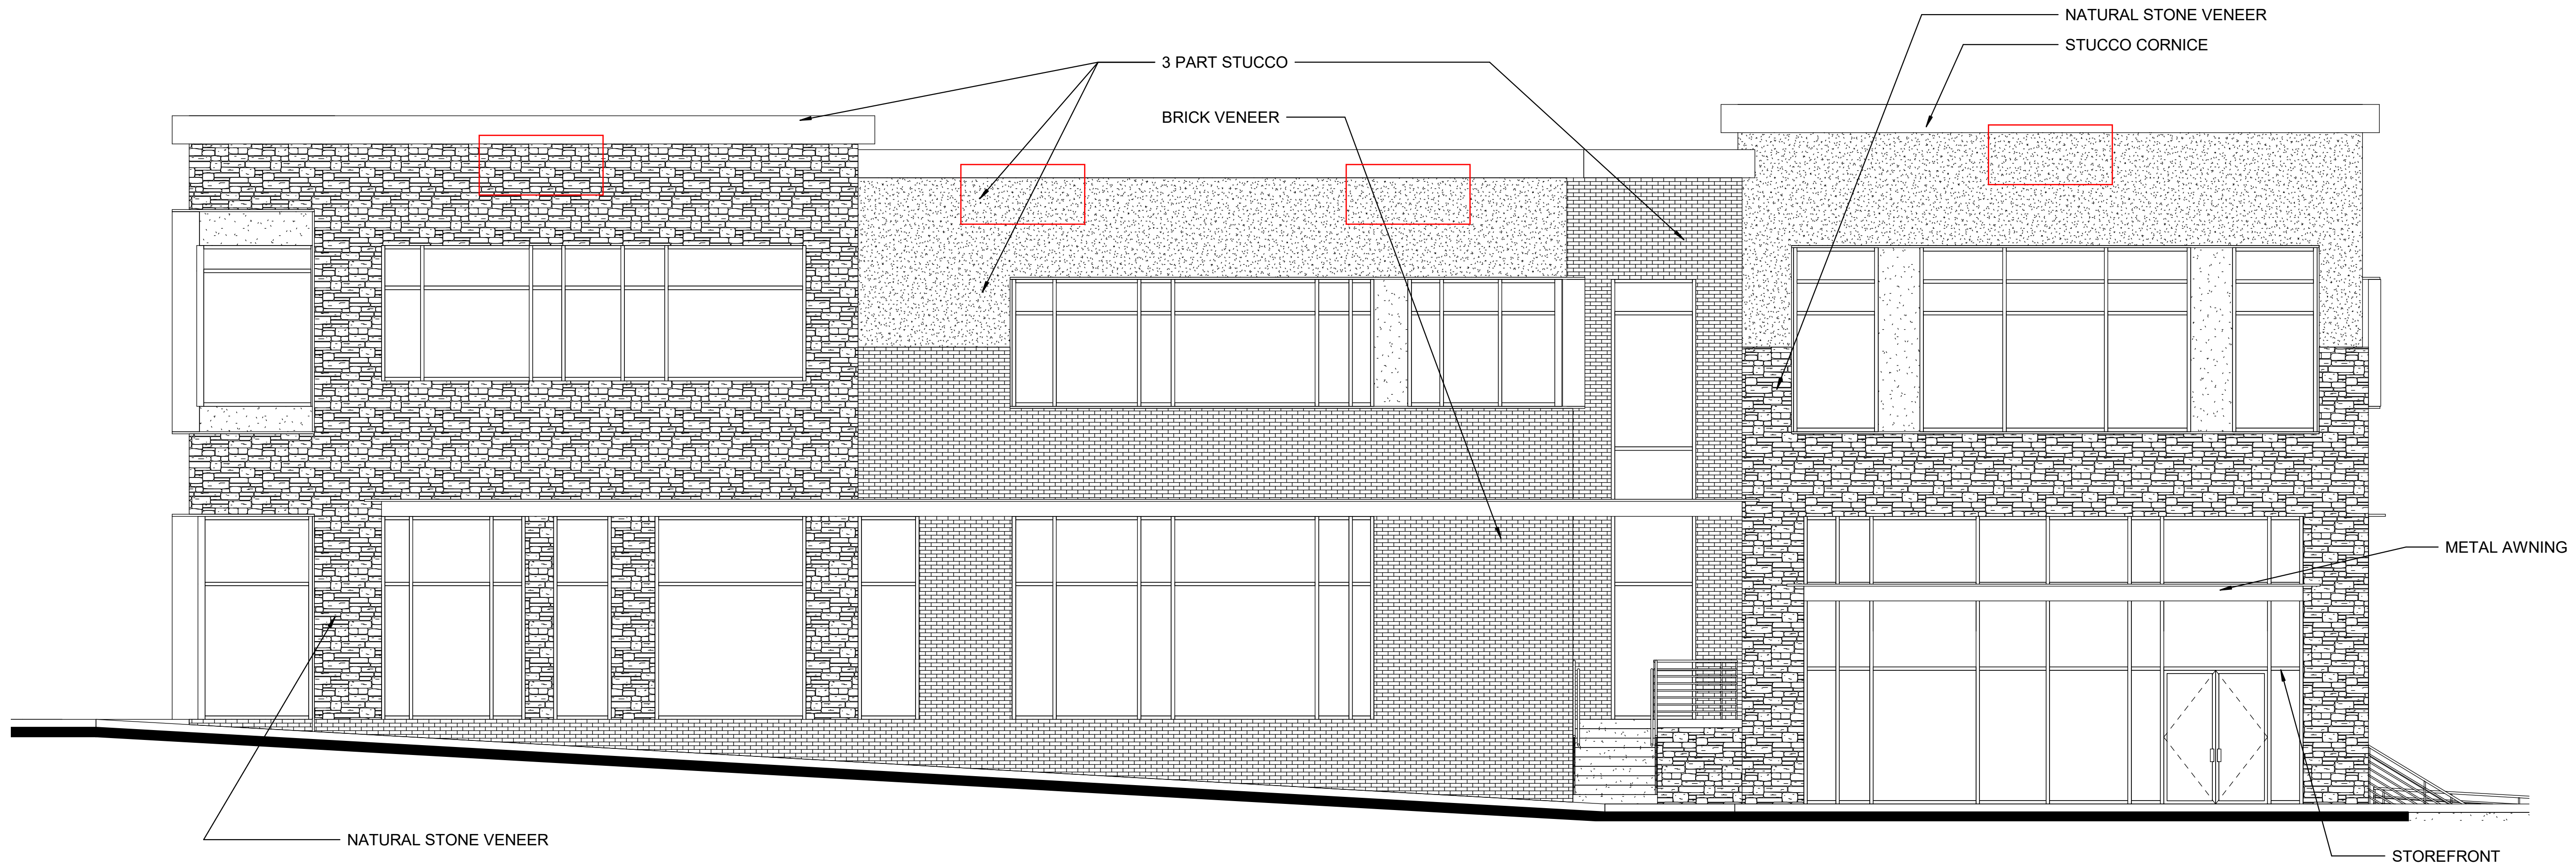 NATURAL STONE VENEER
STUCCO CORNICE
3 PART STUCCO
BRICK VENEER
METAL AWNING
NATURAL STONE VENEER
STOREFRONT